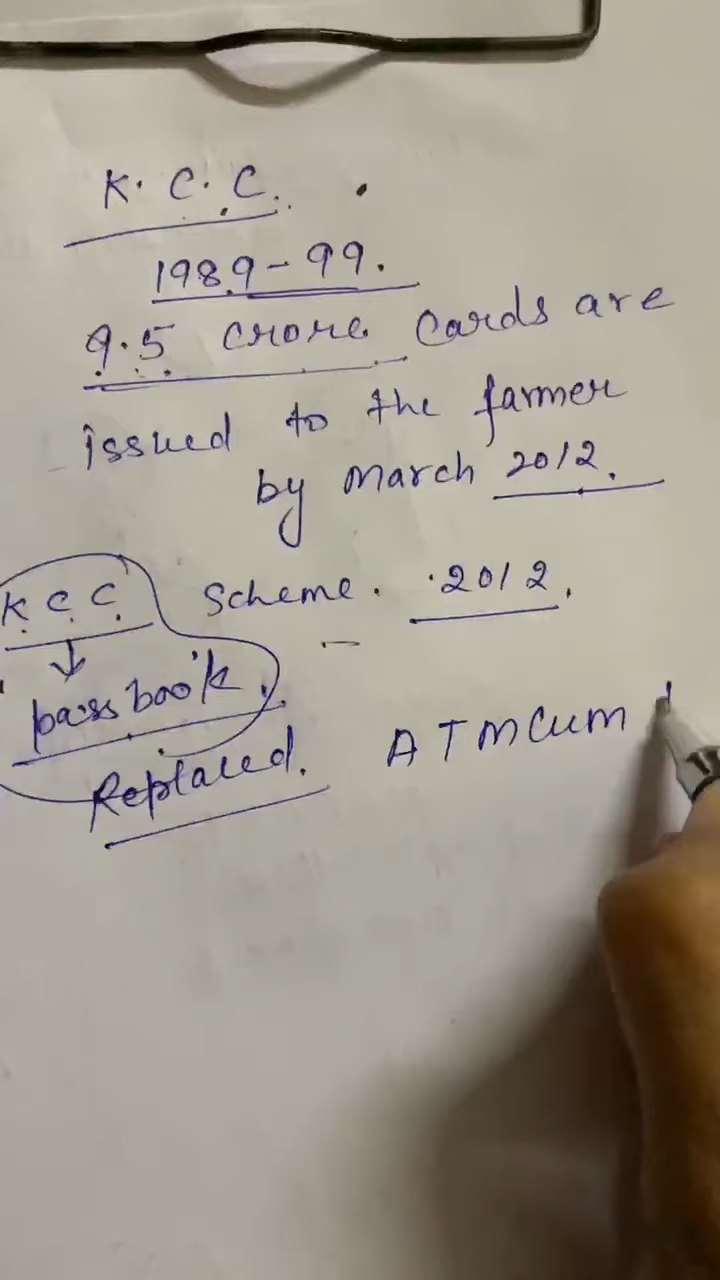 K. C. C.
1989-99.
9.5 crore cards are
issued to the farmer
by march 2012.
KCC Scheme. 2012.
passbook.
Replaced. ATMCUM